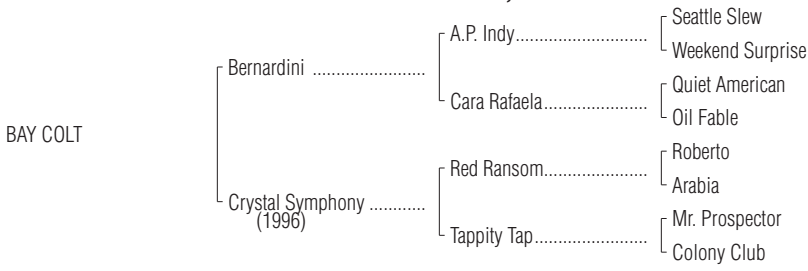 Seattle Slew
A.P. Indy............................
Weekend Surprise
Bernardini ........................
Quiet American
Cara Rafaela......................
Oil Fable
BAY COLT
Roberto
Red Ransom......................
Arabia
Crystal Symphony ............
(1996)
Mr. Prospector
Tappity Tap........................
Colony Club